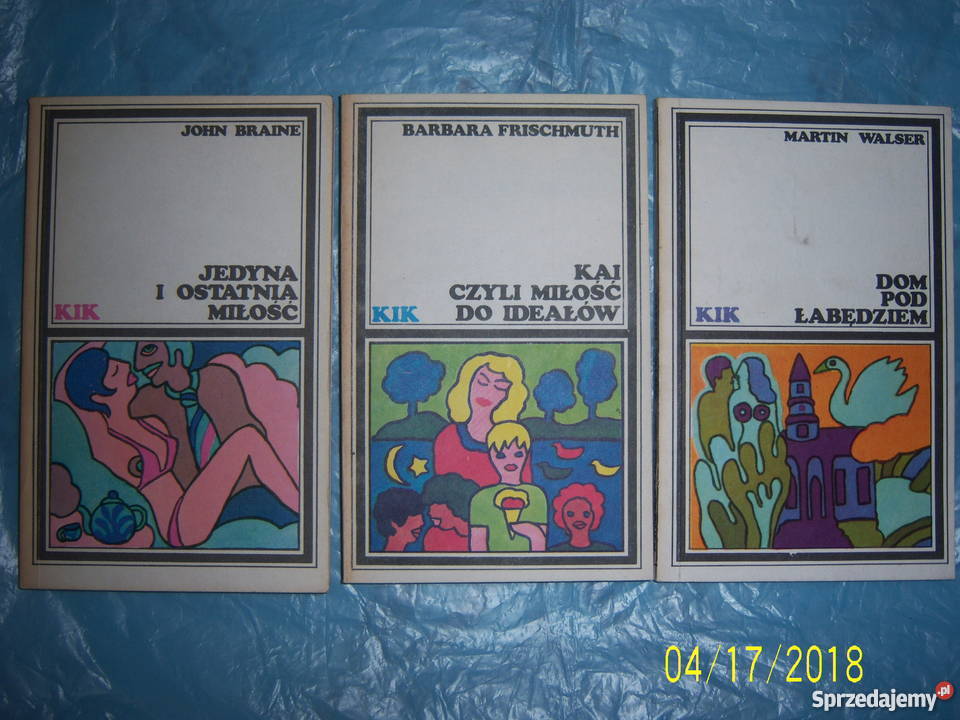 JOHN BRAINE
JEDYNA
I OSTATNIA
MIŁOŚĆ
KIK
BARBARA FRISCHMUTH
KAI
CZYLI MIŁOŚĆ
DO IDEAŁÓW
KIK
MARTIN WALSER
DOM
POD
ŁABĘDZIEM
KIK
04/17/2018
Sprzedajemy.pl